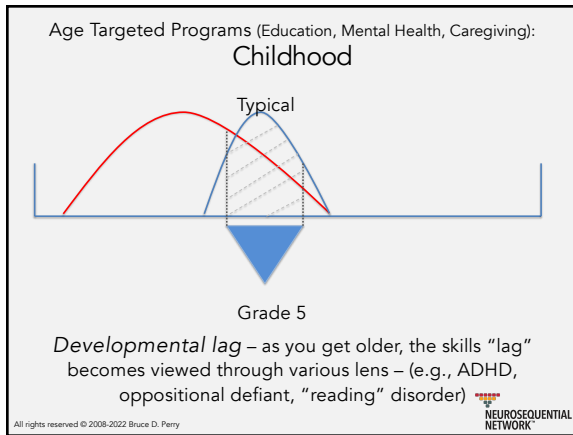 Age Targeted Programs (Education, Mental Health, Caregiving):
Childhood
Typical
Grade 5
Developmental lag – as you get older, the skills “lag”
becomes viewed through various lens – (e.g., ADHD,
oppositional defiant, “reading” disorder)
All rights reserved © 2008-2022 Bruce D. Perry
NEUROSEQUENTIAL
NETWORK™